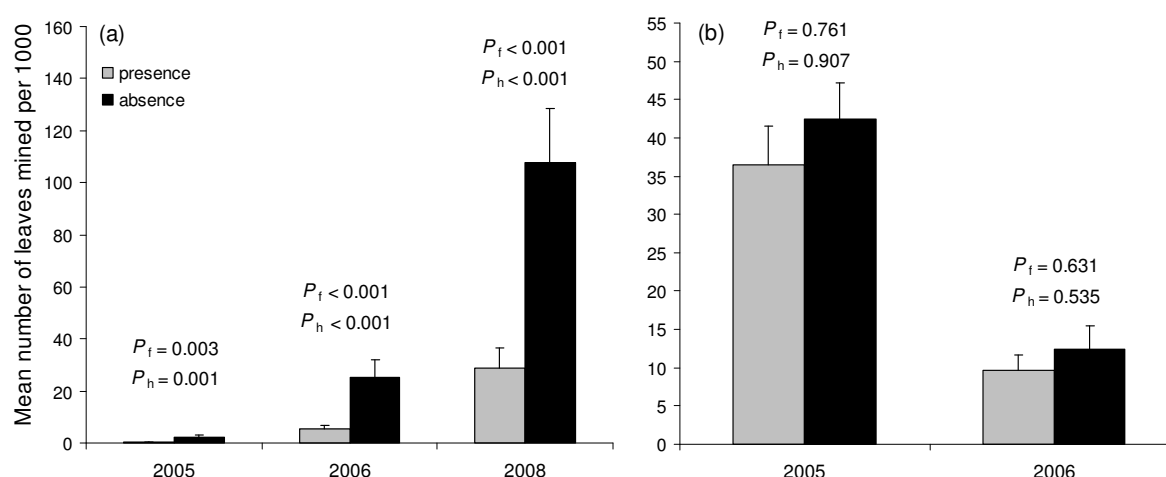 Mean number of leaves mined per 1000
160
140
120
100
80
60
40
20
0
(a)
presence
absence
P f = 0.003
P h = 0.001
P f < 0.001
P h < 0.001
P f < 0.001
P h < 0.001
2005
2006
2008
55
50
45
40
35
30
25
20
15
10
5
0
(b)
P f = 0.761
P h = 0.907
P f = 0.631
P h = 0.535
2005
2006